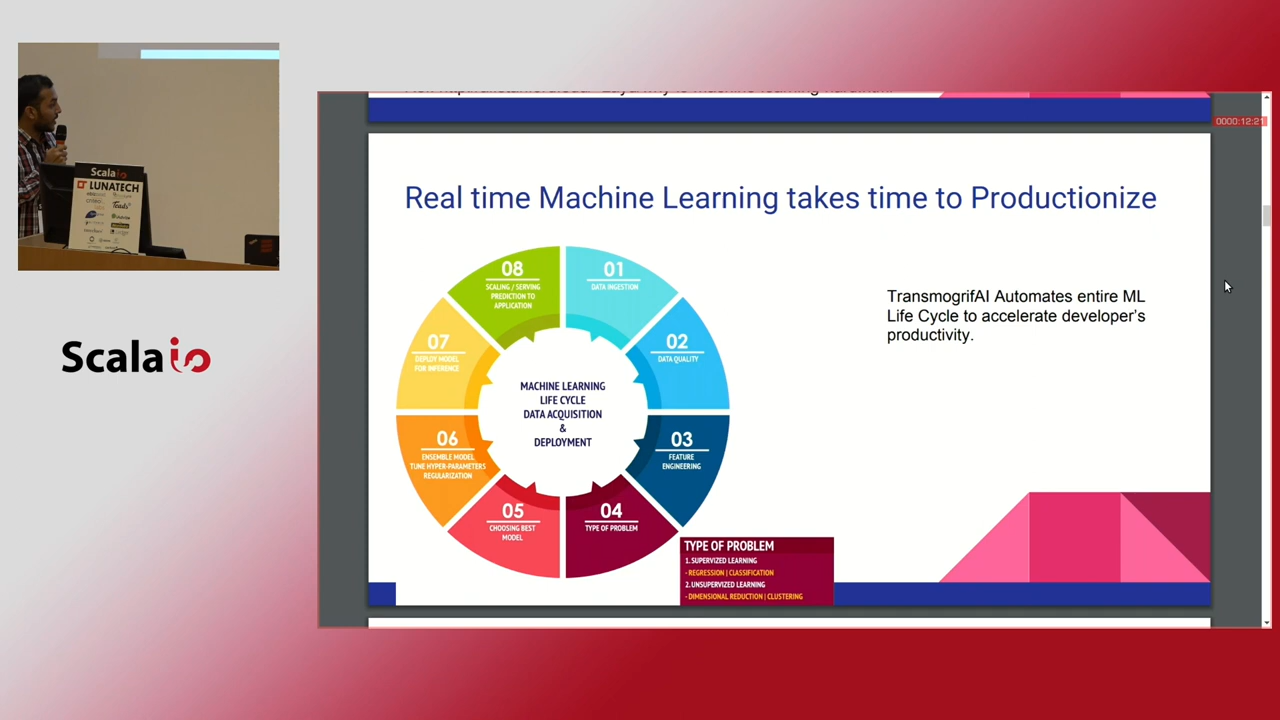 Scalaio
LUNATECH
Teads
Scalaio
0000:12:21
Real time Machine Learning takes time to Productionize
08
SCALING / SERVING
PREDICTION TO
APPLICATION
01
DATA INGESTION
07
DEPLOY MODEL
FOR INFERENCE
02
DATA QUALITY
MACHINE LEARNING
LIFE CYCLE
DATA ACQUISITION
&
DEPLOYMENT
06
ENSEMBLE MODEL
TUNE HYPER-PARAMETERS
REGULARIZATION
03
FEATURE
ENGINEERING
05
CHOOSING BEST
MODEL
04
TYPE OF PROBLEM
TransmogrifAI Automates entire ML
Life Cycle to accelerate developer's
productivity.
TYPE OF PROBLEM
1. SUPERVIZED LEARNING
- REGRESSION | CLASSIFICATION
2. UNSUPERVIZED LEARNING
- DIMENSIONAL REDUCTION | CLUSTERING